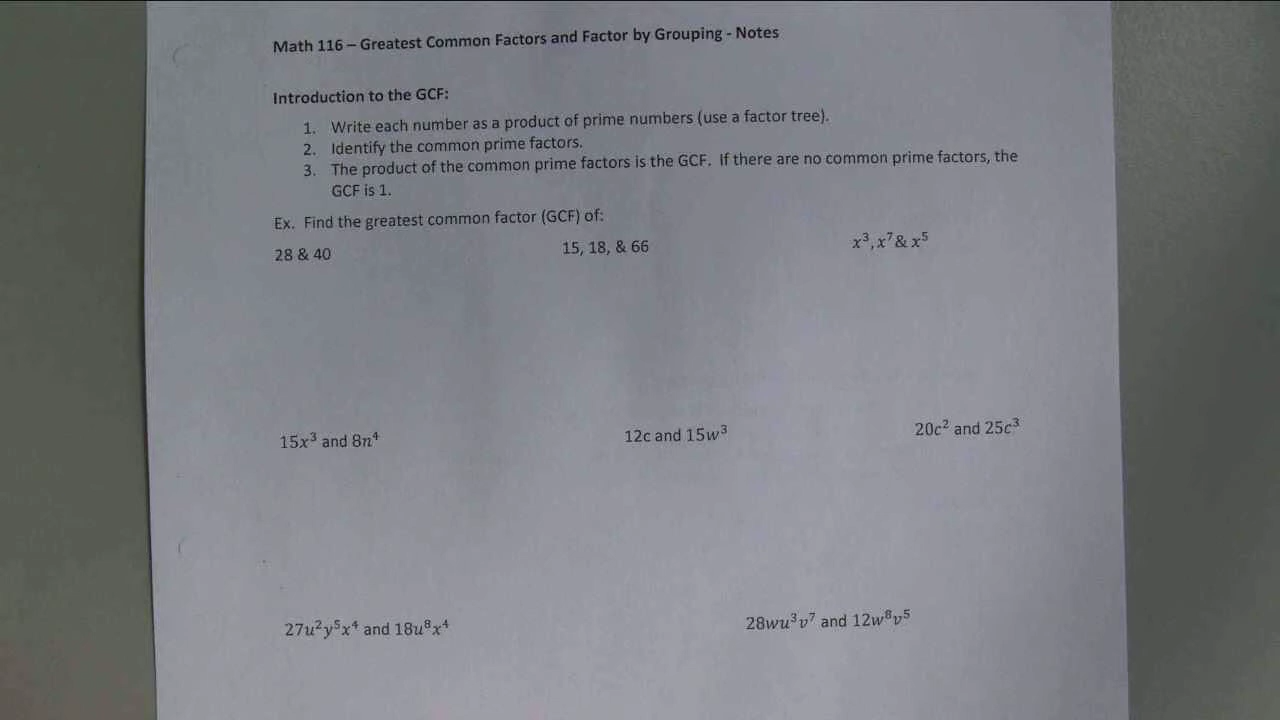 Math 116 – Greatest Common Factors and Factor by Grouping - Notes
Introduction to the GCF:
1. Write each number as a product of prime numbers (use a factor tree).
2. Identify the common prime factors.
3. The product of the common prime factors is the GCF. If there are no common prime factors, the
GCF is 1.
Ex. Find the greatest common factor (GCF) of:
28 & 40 15, 18, & 66 x³, x⁷ & x⁵
15x³ and 8n⁴ 12c and 15w³ 20c² and 25c³
27u²y⁵x⁴ and 18u⁸x⁴ 28wu³v⁷ and 12w⁸v⁵